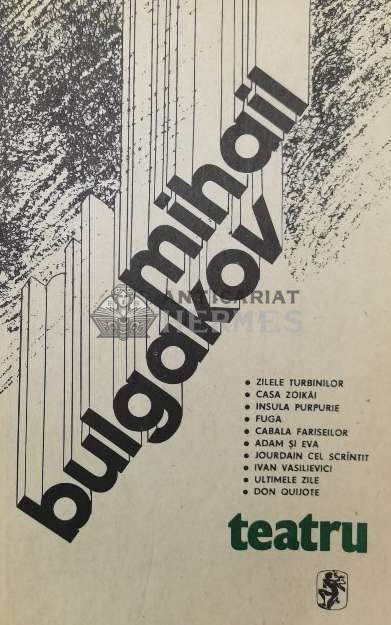 mihail
bulgakov
ANTICARIAT
HERMES
• ZILELE TURBINILOR
• CASA ZOIKĂI
• INSULA PURPURIE
• FUGA
• CABALA FARISEILOR
• ADAM ȘI EVA
• JOURDAIN CEL SCRÎNTIT
• IVAN VASILIEVICI
• ULTIMELE ZILE
• DON QUIJOTE
teatru